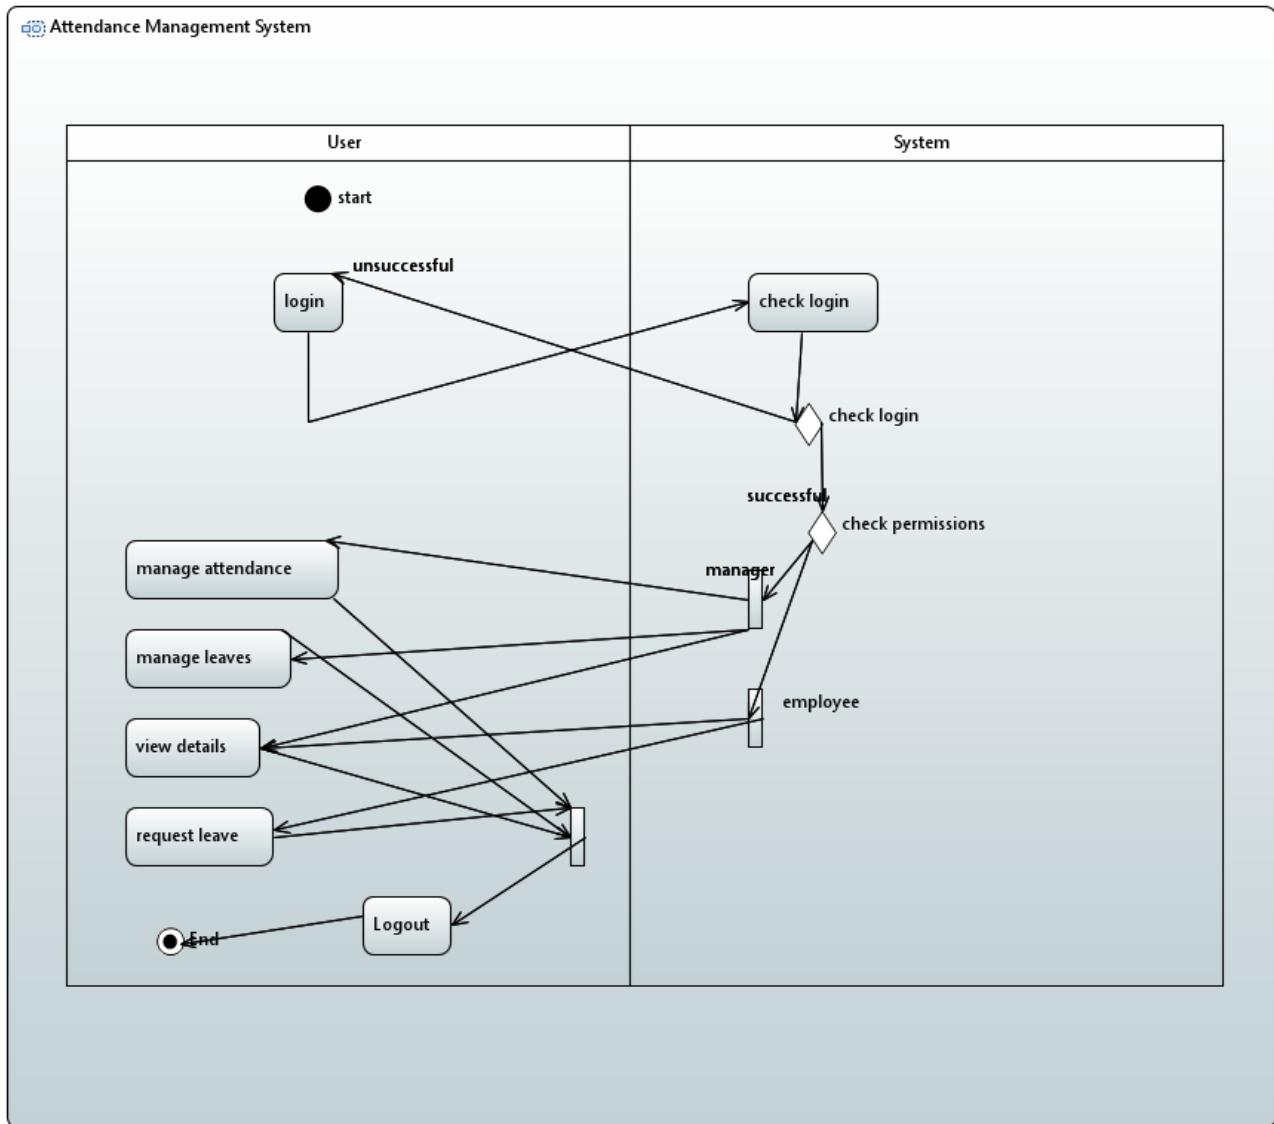 Attendance Management System
User
System
start
unsuccessful
login
check login
check login
successful
check permissions
manager
manage attendance
manage leaves
employee
view details
request leave
Logout
End